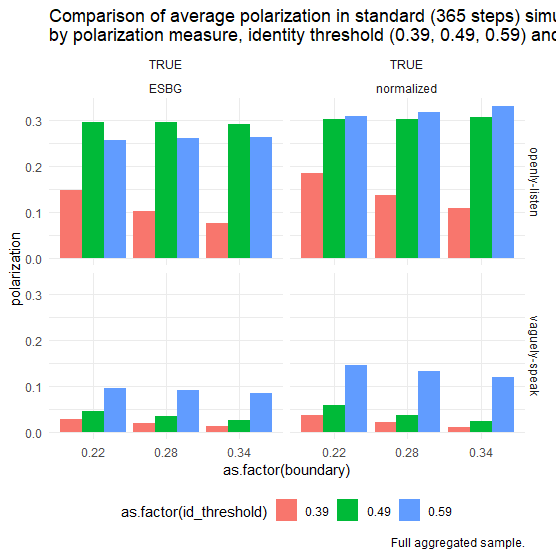 Comparison of average polarization in standard (365 steps)
by polarization measure, identity threshold (0.39, 0.49, 0.59) and
TRUE TRUE
ESBG normalized
0.3
0.2
0.1
0.0
openly-listen
polarization
0.3
0.2
0.1
0.0
vaguely-speak
0.22 0.28 0.34 0.22 0.28 0.34
as.factor(boundary)
as.factor(id_threshold) 0.39 0.49 0.59
Full aggregated sample.